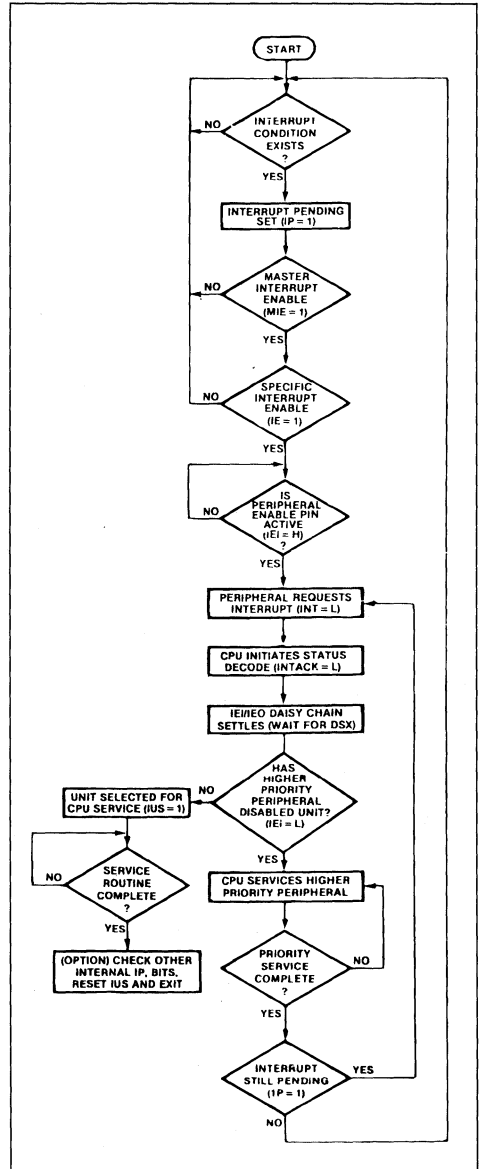 START
INTERRUPT
CONDITION
EXISTS
?
NO
YES
INTERRUPT PENDING
SET (IP = 1)
MASTER
INTERRUPT
ENABLE
(MIE = 1)
NO
YES
SPECIFIC
INTERRUPT
ENABLE
(IE = 1)
NO
YES
IS
PERIPHERAL
ENABLE PIN
ACTIVE
(IEI = H)
?
NO
YES
PERIPHERAL REQUESTS
INTERRUPT (INT = L)
CPU INITIATES STATUS
DECODE (INTACK = L)
IEI/IEO DAISY CHAIN
SETTLES (WAIT FOR DSX)
HAS
HIGHER
PRIORITY
PERIPHERAL
DISABLED UNIT?
(IEI = L)
NO
YES
UNIT SELECTED FOR
CPU SERVICE (IUS = 1)
SERVICE
ROUTINE
COMPLETE
?
NO
YES
(OPTION) CHECK OTHER
INTERNAL IP, BITS,
RESET IUS AND EXIT
CPU SERVICES HIGHER
PRIORITY PERIPHERAL
PRIORITY
SERVICE
COMPLETE
?
NO
YES
INTERRUPT
STILL PENDING
(1P = 1)
YES
NO